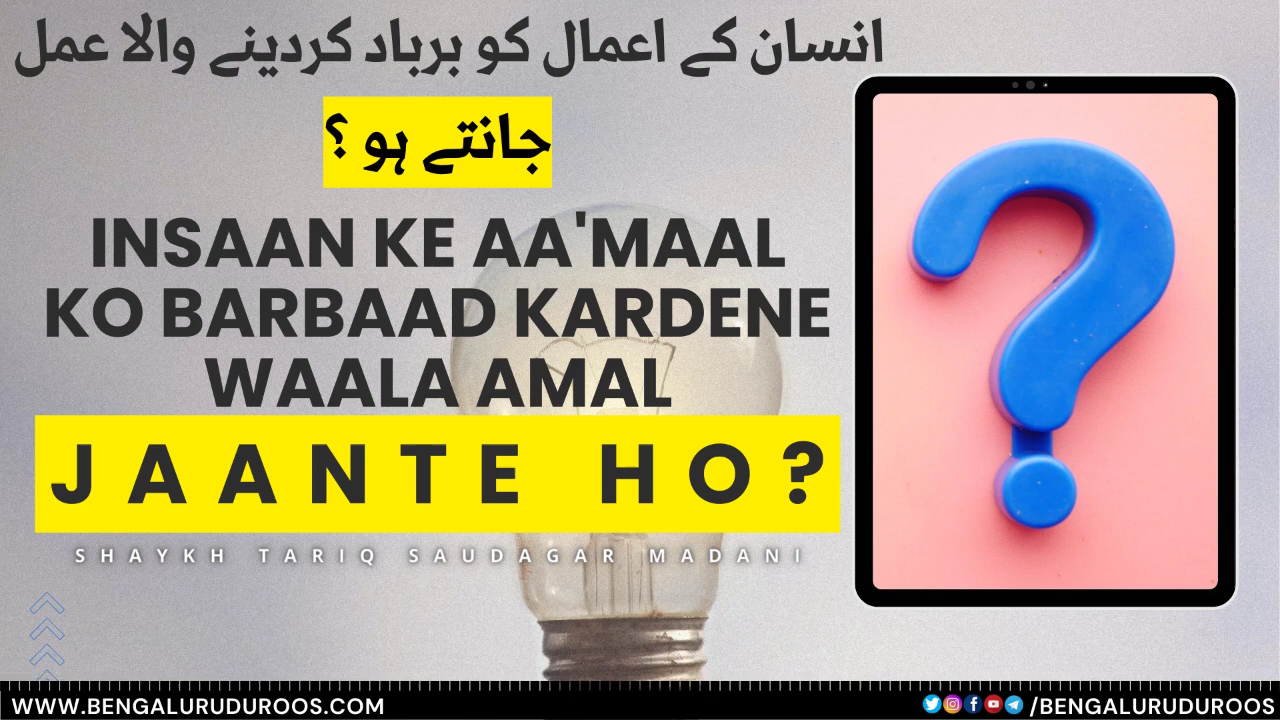 انسان کے اعمال کو برباد کردینے والا عمل
جانتے ہو ؟
INSAAN KE AA'MAAL
KO BARBAAD KARDENE
WAALA AMAL
JAANTE HO?
SHAYKH TARIQ SAUDAGAR MADANI
WWW.BENGALURUDUROOS.COM
/BENGALURUDUROOS